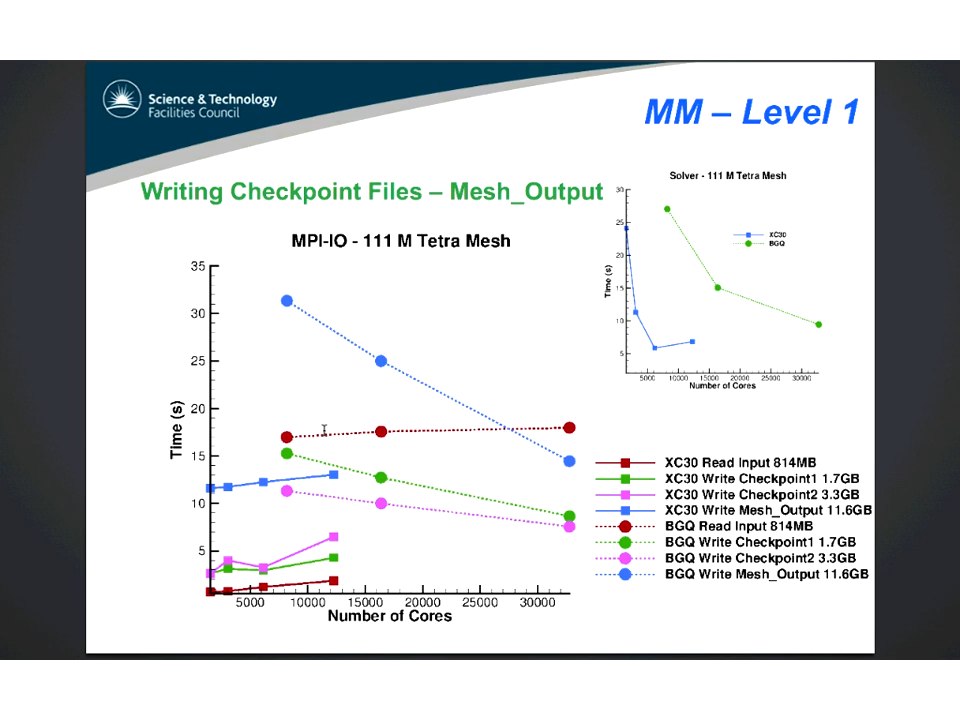 Science & Technology
Facilities Council
MM – Level 1
Writing Checkpoint Files – Mesh_Output
Solver - 111 M Tetra Mesh
30
25
20
15
10
5
Time (s)
XC30
BGQ
5000 10000 15000 20000 25000 30000
Number of Cores
MPI-IO - 111 M Tetra Mesh
35
30
25
20
15
10
5
Time (s)
5000 10000 15000 20000 25000 30000
Number of Cores
XC30 Read Input 814MB
XC30 Write Checkpoint1 1.7GB
XC30 Write Checkpoint2 3.3GB
XC30 Write Mesh_Output 11.6GB
BGQ Read Input 814MB
BGQ Write Checkpoint1 1.7GB
BGQ Write Checkpoint2 3.3GB
BGQ Write Mesh_Output 11.6GB